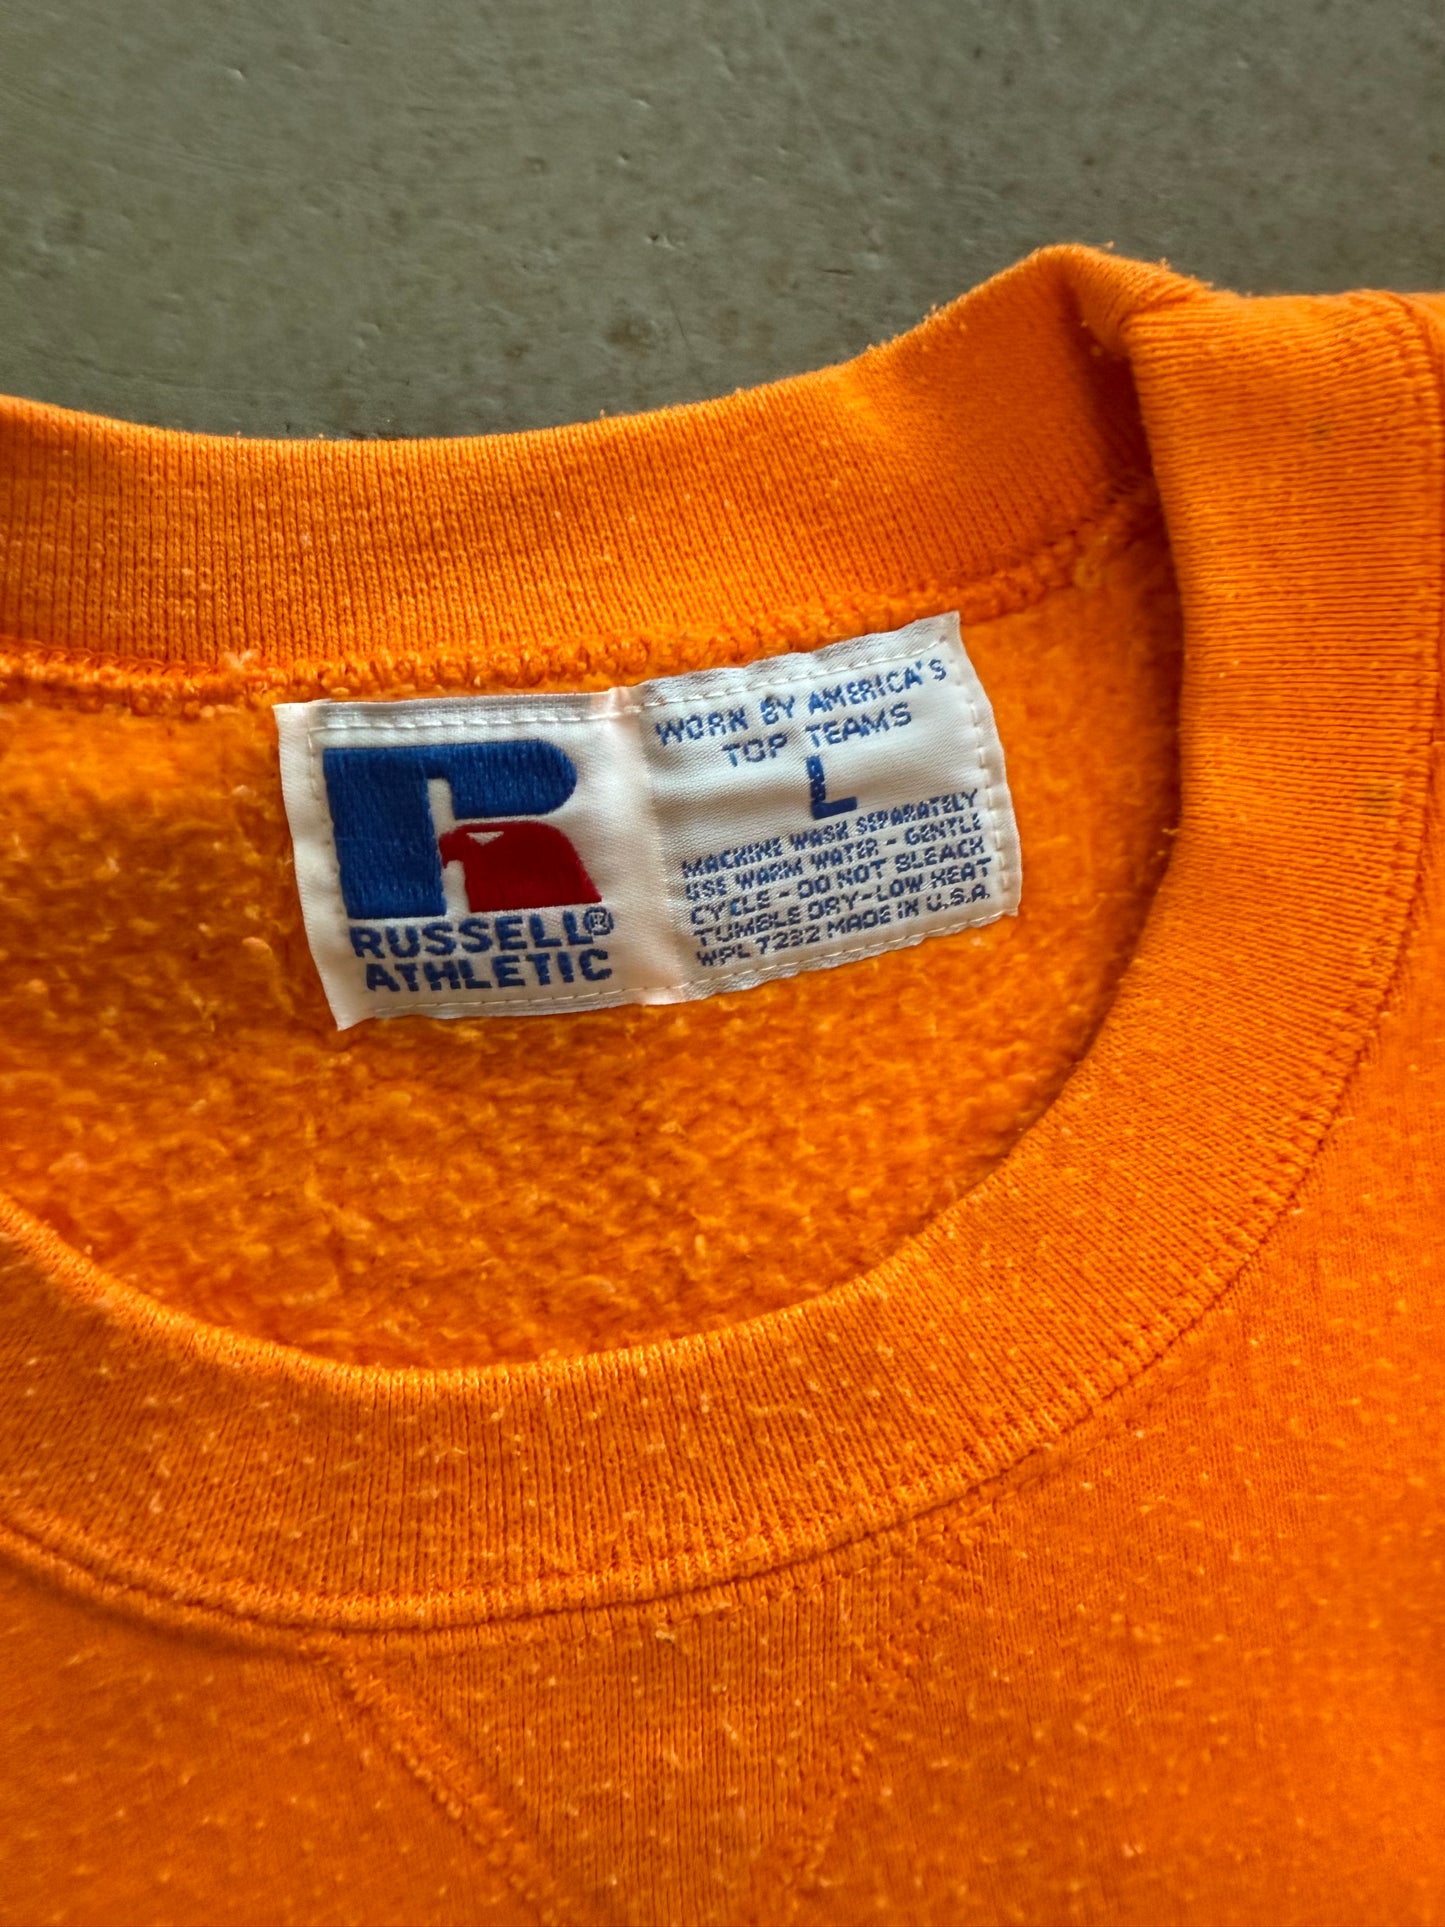 RUSSELL®
ATHLETIC
WORN BY AMERICA'S
TOP TEAMS
L
MACHINE WASH SEPARATELY
USE WARM WATER - GENTLE
CYCLE - DO NOT BLEACH
TUMBLE DRY-LOW HEAT
WPL 7232 MADE IN U.S.A.